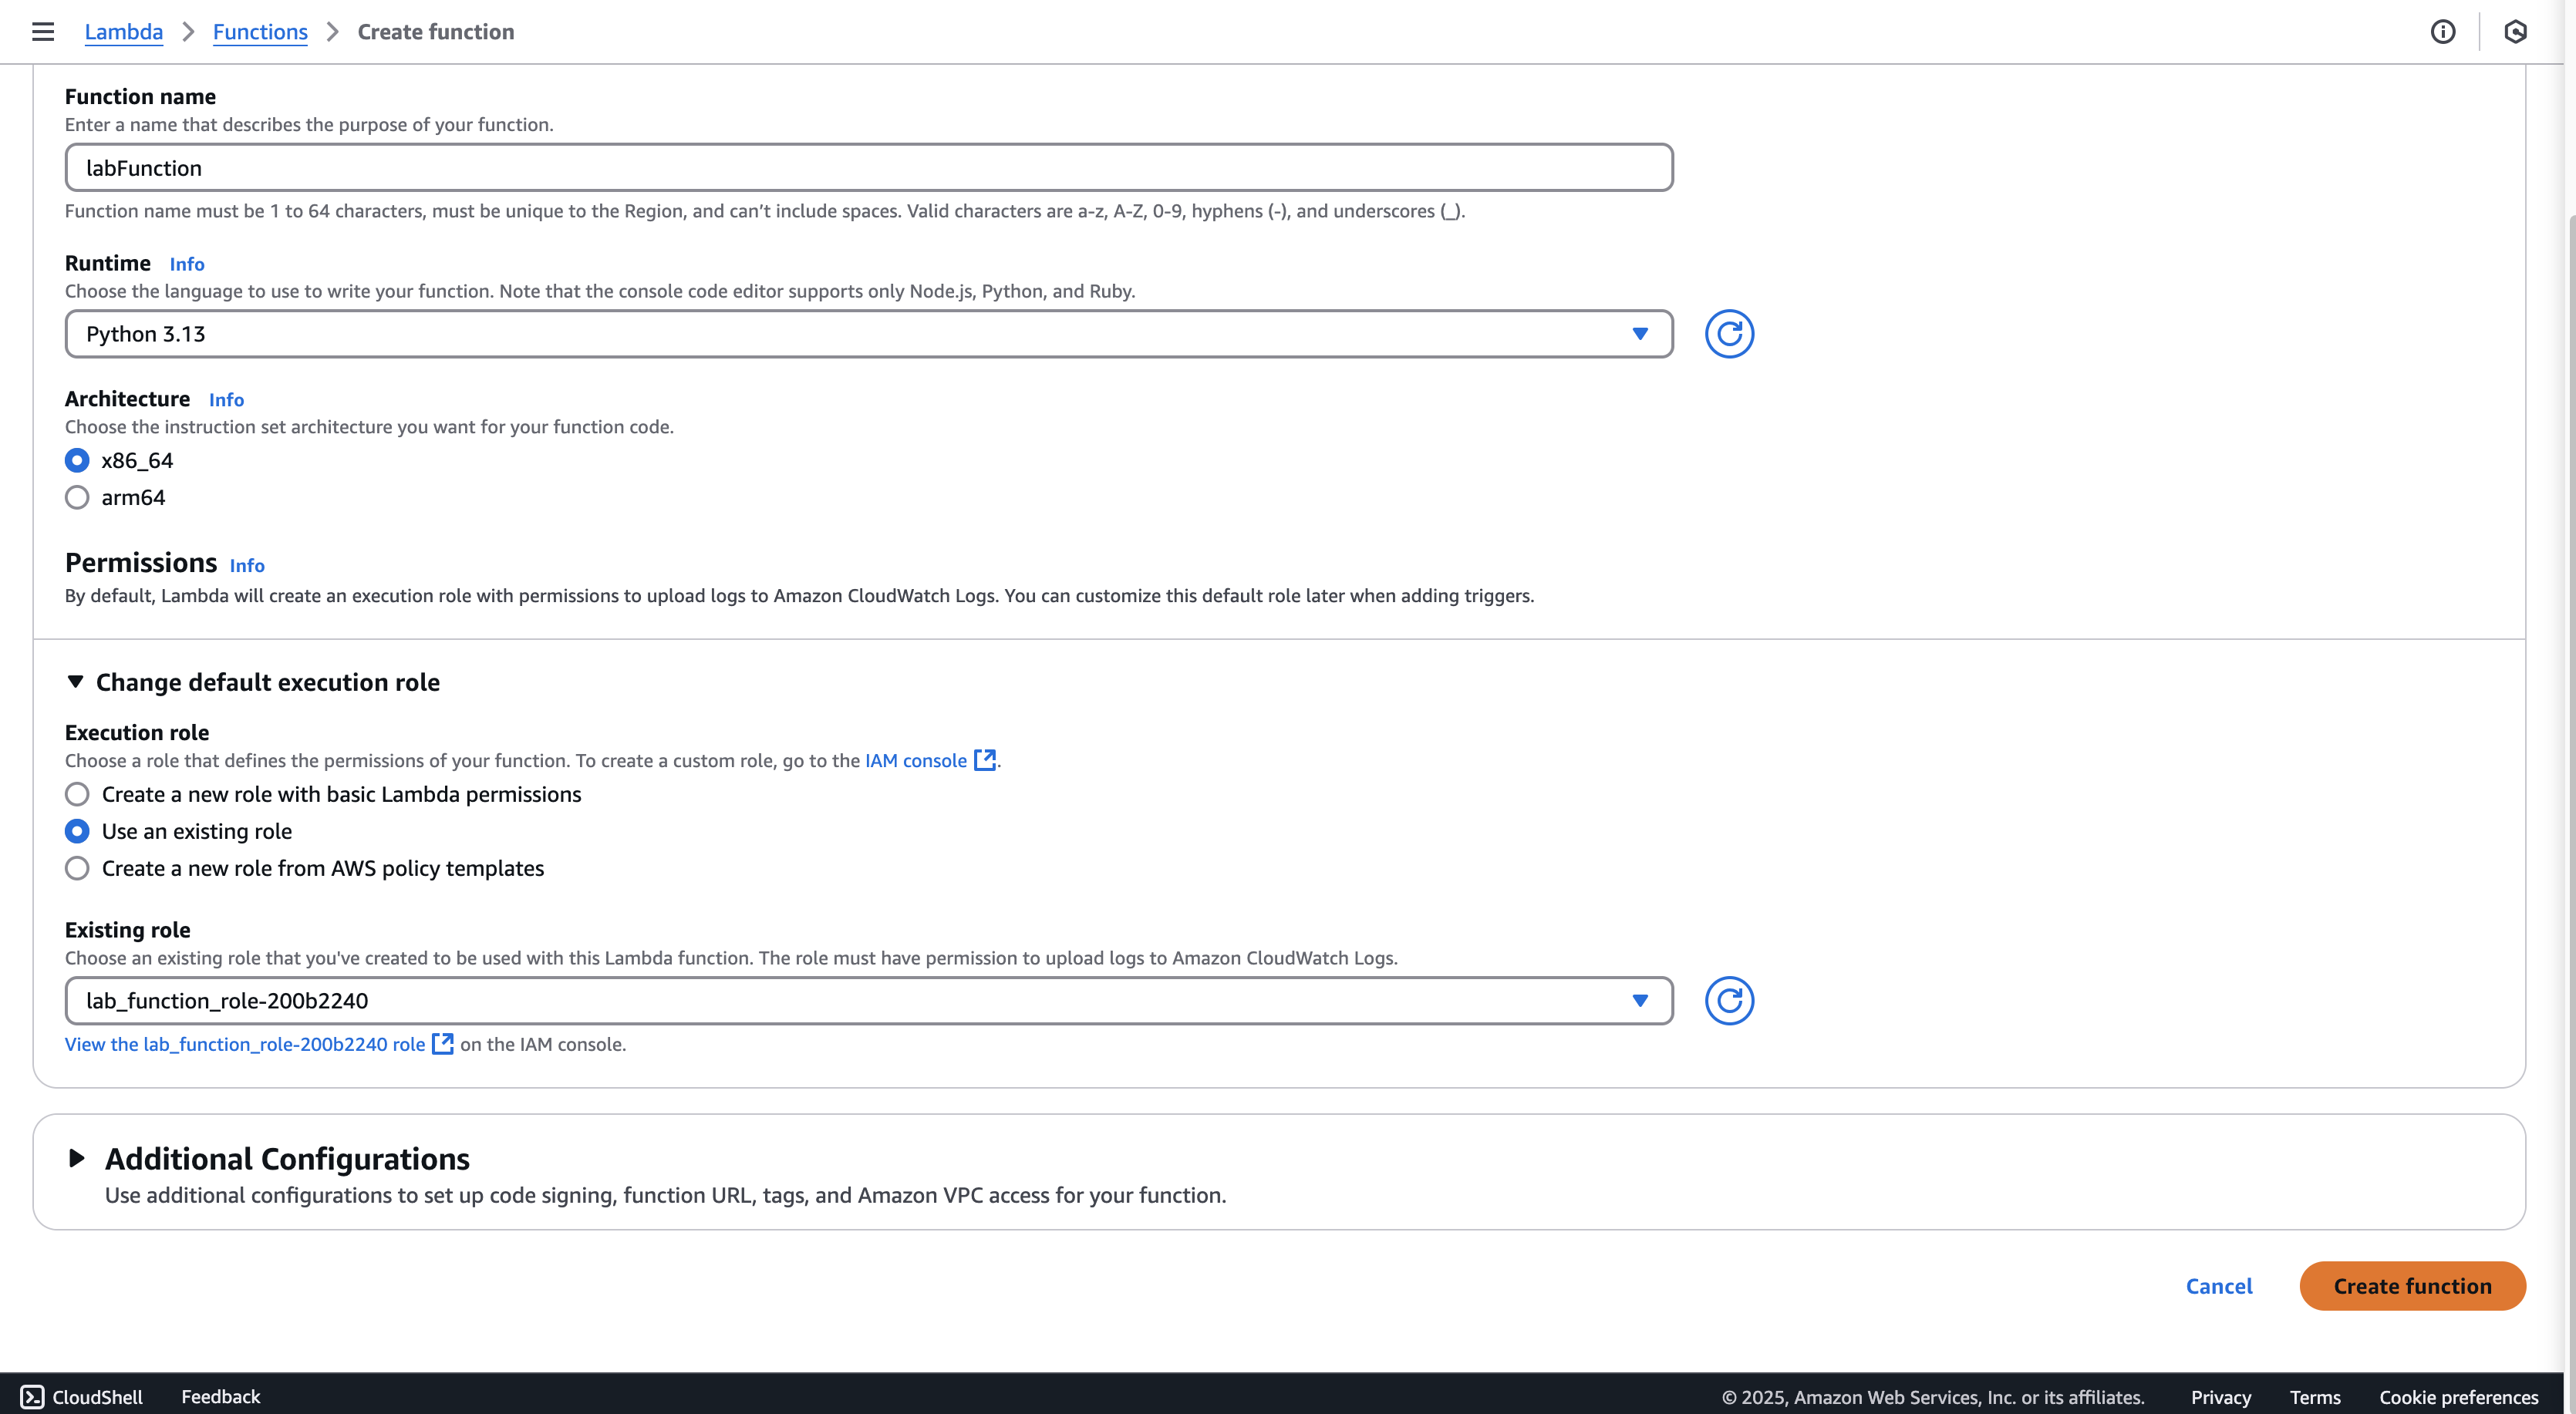 Lambda > Functions > Create function
Function name
Enter a name that describes the purpose of your function.
labFunction
Function name must be 1 to 64 characters, must be unique to the Region, and can’t include spaces. Valid characters are a-z, A-Z, 0-9, hyphens (-), and underscores (_).
Runtime Info
Choose the language to use to write your function. Note that the console code editor supports only Node.js, Python, and Ruby.
Python 3.13
Architecture Info
Choose the instruction set architecture you want for your function code.
x86_64
arm64
Permissions Info
By default, Lambda will create an execution role with permissions to upload logs to Amazon CloudWatch Logs. You can customize this default role later when adding triggers.
Change default execution role
Execution role
Choose a role that defines the permissions of your function. To create a custom role, go to the IAM console.
Create a new role with basic Lambda permissions
Use an existing role
Create a new role from AWS policy templates
Existing role
Choose an existing role that you've created to be used with this Lambda function. The role must have permission to upload logs to Amazon CloudWatch Logs.
lab_function_role-200b2240
View the lab_function_role-200b2240 role on the IAM console.
Additional Configurations
Use additional configurations to set up code signing, function URL, tags, and Amazon VPC access for your function.
Cancel Create function
CloudShell Feedback © 2025, Amazon Web Services, Inc. or its affiliates. Privacy Terms Cookie preferences